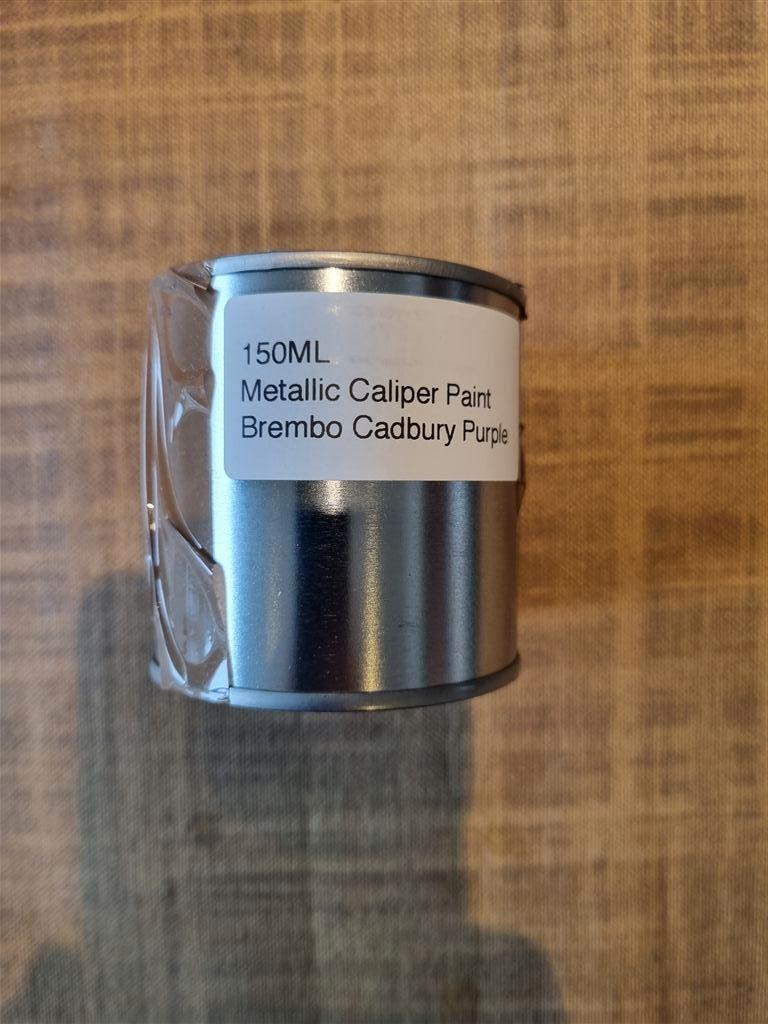 150ML
Metallic Caliper Paint
Brembo Cadbury Purple